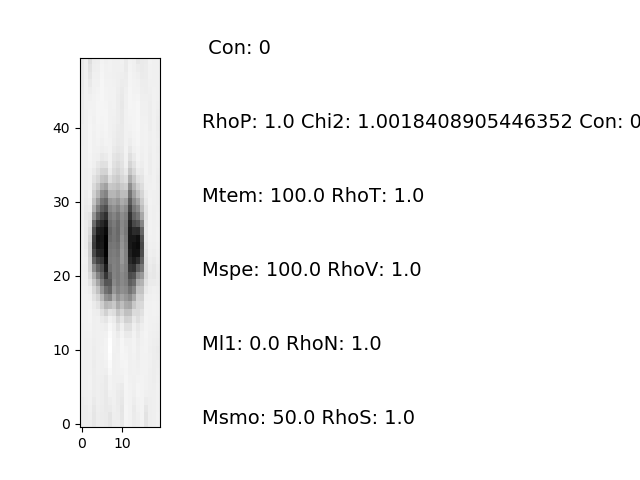 Con: 0
RhoP: 1.0 Chi2: 1.0018408905446352 Con: 0
Mtem: 100.0 RhoT: 1.0
Mspe: 100.0 RhoV: 1.0
Ml1: 0.0 RhoN: 1.0
Msmo: 50.0 RhoS: 1.0
40
30
20
10
0
0 10